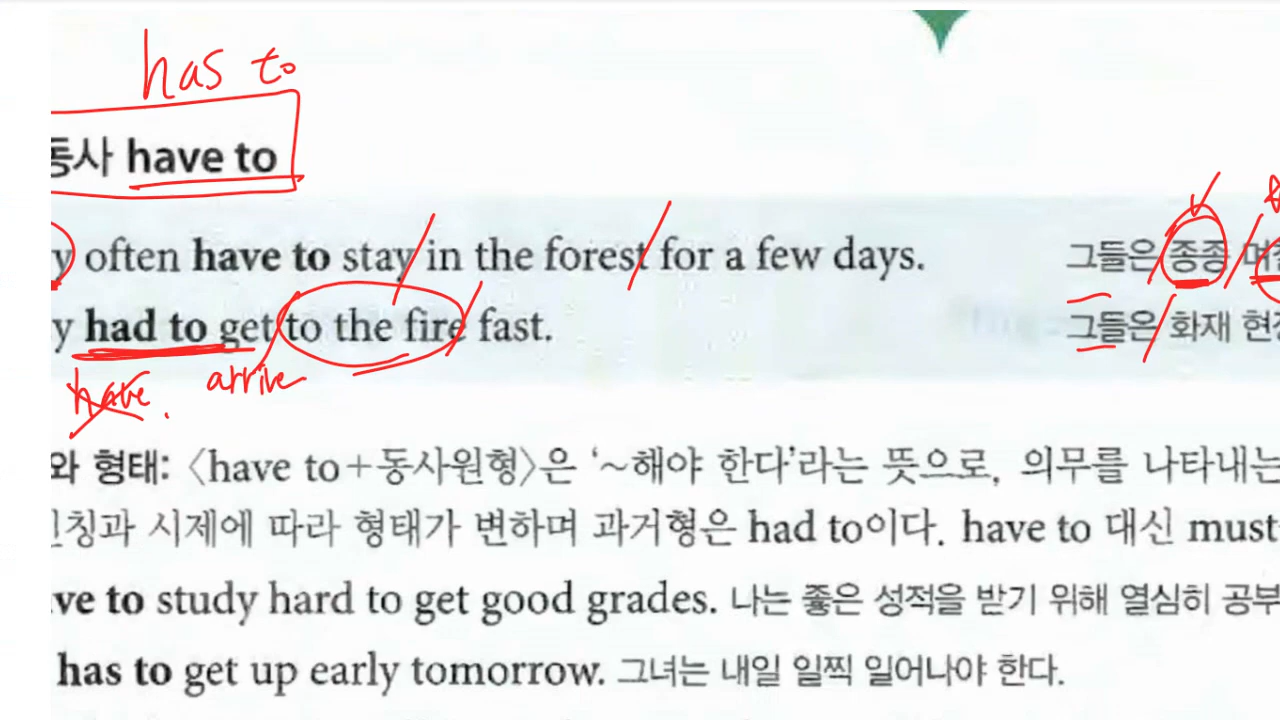 has to
동사 have to
y often have to stay in the forest for a few days. 그들은 종종 머
y had to get to the fire fast. 그들은 화재 현장
have. arrive
와 형태: 〈have to+동사원형〉은 ‘~해야 한다’라는 뜻으로, 의무를 나타내는
인칭과 시제에 따라 형태가 변하며 과거형은 had to이다. have to 대신 must
ve to study hard to get good grades. 나는 좋은 성적을 받기 위해 열심히 공부
has to get up early tomorrow. 그녀는 내일 일찍 일어나야 한다.